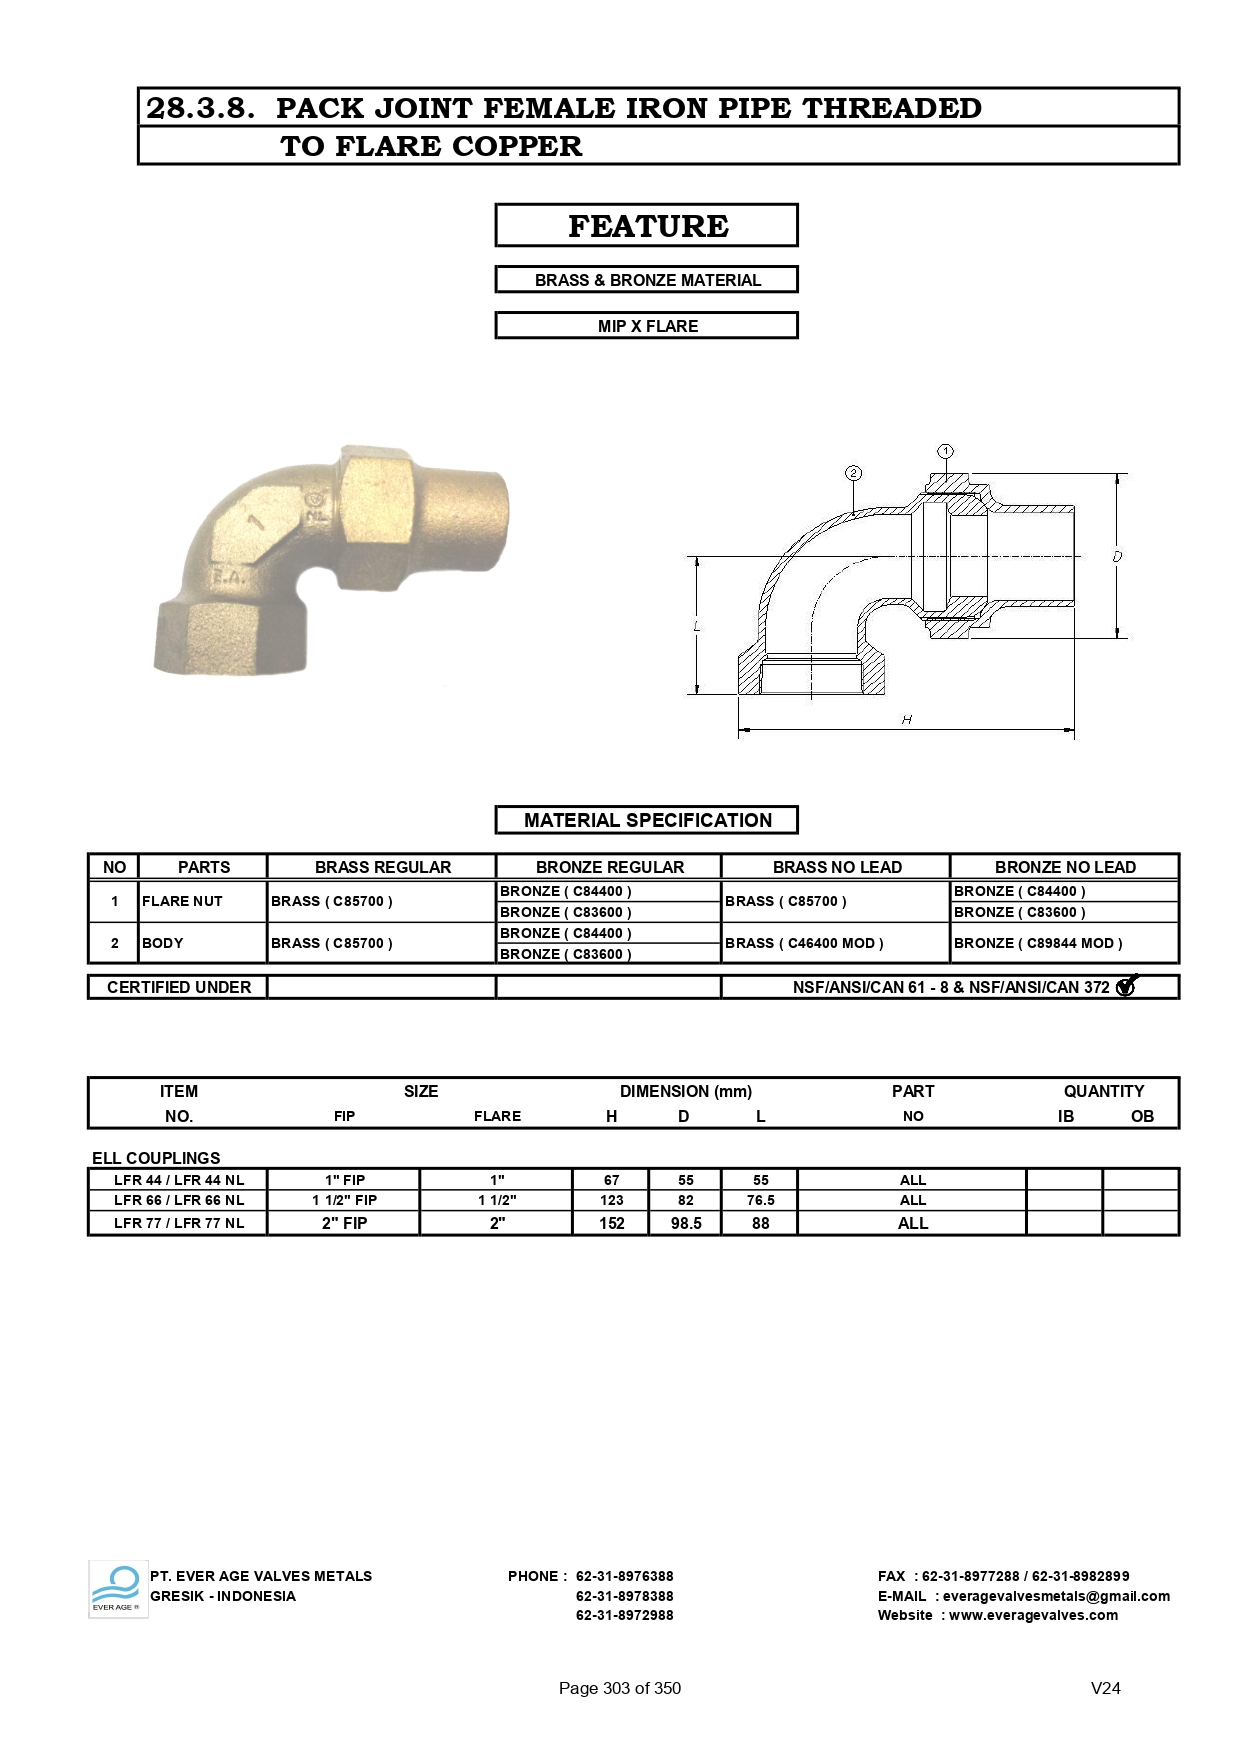 28.3.8. PACK JOINT FEMALE IRON PIPE THREADED
TO FLARE COPPER
FEATURE
BRASS & BRONZE MATERIAL
MIP X FLARE
1
E.A.
1
2
D
L
H
MATERIAL SPECIFICATION
NO PARTS BRASS REGULAR BRONZE REGULAR BRASS NO LEAD BRONZE NO LEAD
1 FLARE NUT BRASS ( C85700 ) BRONZE ( C84400 ) BRASS ( C85700 ) BRONZE ( C84400 )
BRONZE ( C83600 ) BRONZE ( C83600 )
2 BODY BRASS ( C85700 ) BRONZE ( C84400 ) BRASS ( C46400 MOD ) BRONZE ( C89844 MOD )
BRONZE ( C83600 )
CERTIFIED UNDER NSF/ANSI/CAN 61 - 8 & NSF/ANSI/CAN 372
ITEM SIZE DIMENSION (mm) PART QUANTITY
NO. FIP FLARE H D L NO IB OB
ELL COUPLINGS
LFR 44 / LFR 44 NL 1" FIP 1" 67 55 55 ALL
LFR 66 / LFR 66 NL 1 1/2" FIP 1 1/2" 123 82 76.5 ALL
LFR 77 / LFR 77 NL 2" FIP 2" 152 98.5 88 ALL
EVER AGE ®
PT. EVER AGE VALVES METALS PHONE : 62-31-8976388 FAX : 62-31-8977288 / 62-31-8982899
GRESIK - INDONESIA 62-31-8978388 E-MAIL : everagevalvesmetals@gmail.com
62-31-8972988 Website : www.everagevalves.com
Page 303 of 350 V24